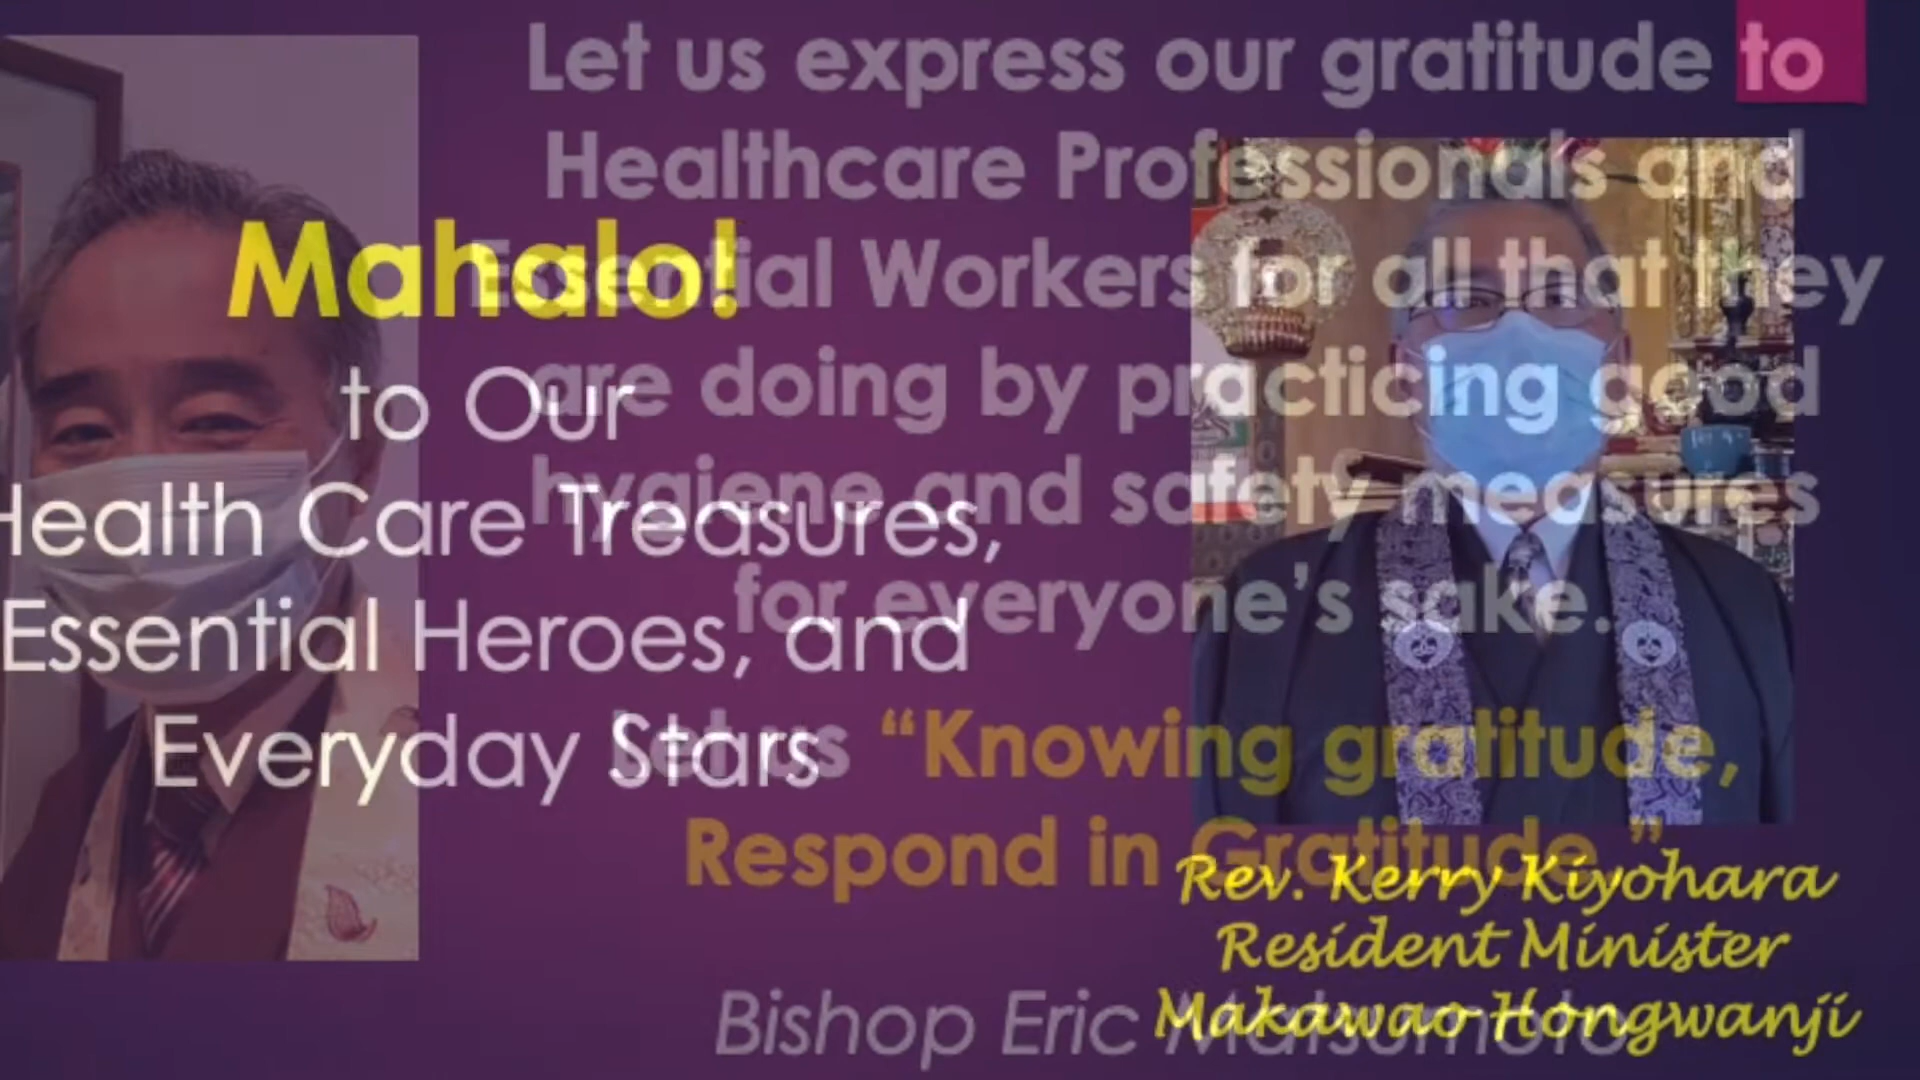 Let us express our gratitude to
Healthcare Professionals and
Essential Workers for all that they
are doing by practicing good
hygiene and safety measures
for everyone's sake.
Let us "Knowing gratitude,
Respond in Gratitude."
Bishop Eric Matsumoto
Mahalo!
to Our
Health Care Treasures,
Essential Heroes, and
Everyday Stars
Rev. Kerry Kiyohara
Resident Minister
Makawao Hongwanji